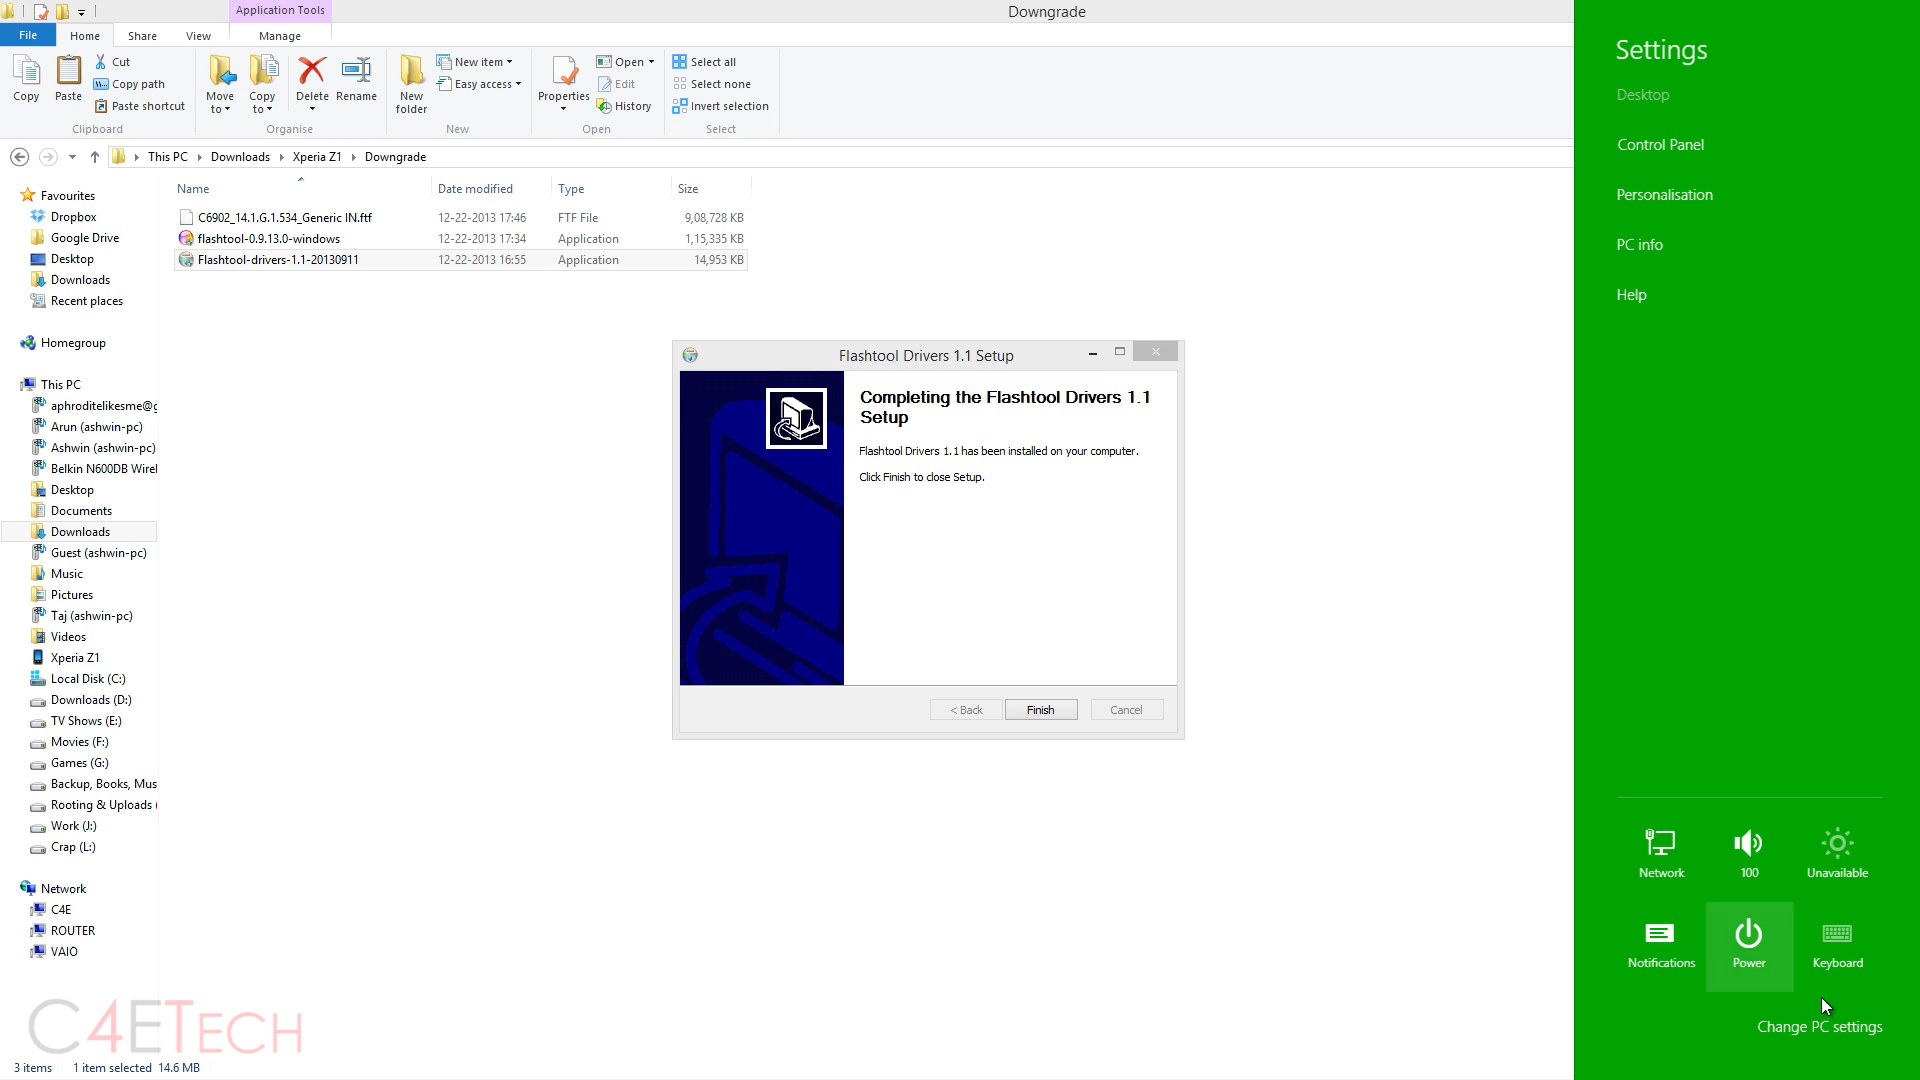 Application Tools
Downgrade
File
Home
Share
View
Manage
Copy
Paste
Cut
Copy path
Paste shortcut
Clipboard
Move to
Copy to
Delete
Rename
Organise
New folder
New item
Easy access
New
Properties
Open
Edit
History
Open
Select all
Select none
Invert selection
Select
This PC
Downloads
Xperia Z1
Downgrade
Name
Date modified
Type
Size
C6902_14.1.G.1.534_Generic IN.ftf 12-22-2013 17:46 FTF File 9,08,728 KB
flashtool-0.9.13.0-windows 12-22-2013 17:34 Application 1,15,335 KB
Flashtool-drivers-1.1-20130911 12-22-2013 16:55 Application 14,953 KB
Favourites
Dropbox
Google Drive
Desktop
Downloads
Recent places
Homegroup
This PC
aphroditelikesme@g
Arun (ashwin-pc)
Ashwin (ashwin-pc)
Belkin N600DB Wirel
Desktop
Documents
Downloads
Guest (ashwin-pc)
Music
Pictures
Taj (ashwin-pc)
Videos
Xperia Z1
Local Disk (C:)
Downloads (D:)
TV Shows (E:)
Movies (F:)
Games (G:)
Backup, Books, Mus
Rooting & Uploads (
Work (J:)
Crap (L:)
Network
C4E
ROUTER
VAIO
C4ETECH
3 items 1 item selected 14.6 MB
Flashtool Drivers 1.1 Setup
Completing the Flashtool Drivers 1.1
Setup
Flashtool Drivers 1.1 has been installed on your computer.
Click Finish to close Setup.
< Back
Finish
Cancel
Settings
Desktop
Control Panel
Personalisation
PC info
Help
Network
100
Unavailable
Notifications
Power
Keyboard
Change PC settings